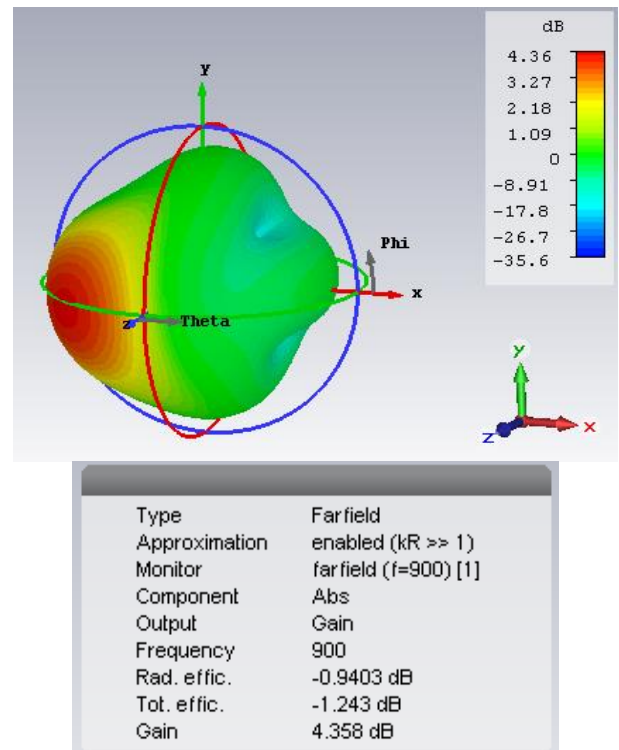 dB
4.36
3.27
2.18
1.09
0
-8.91
-17.8
-26.7
-35.6
y
Phi
x
z
Theta
y
z
x
Type Farfield
Approximation enabled (kR >> 1)
Monitor farfield (f=900) [1]
Component Abs
Output Gain
Frequency 900
Rad. effic. -0.9403 dB
Tot. effic. -1.243 dB
Gain 4.358 dB